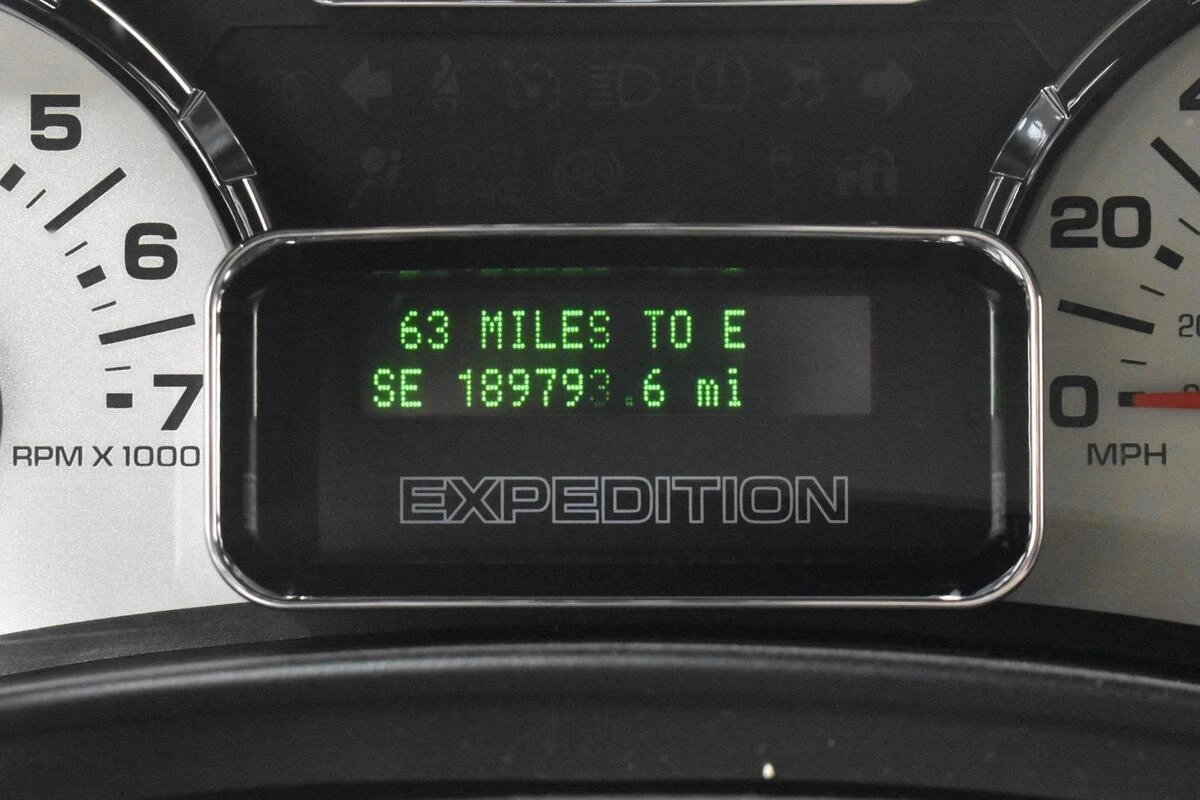 5
6
7
RPM X 1000
63 MILES TO E
SE 189793.6 mi
EXPEDITION
20
0
MPH